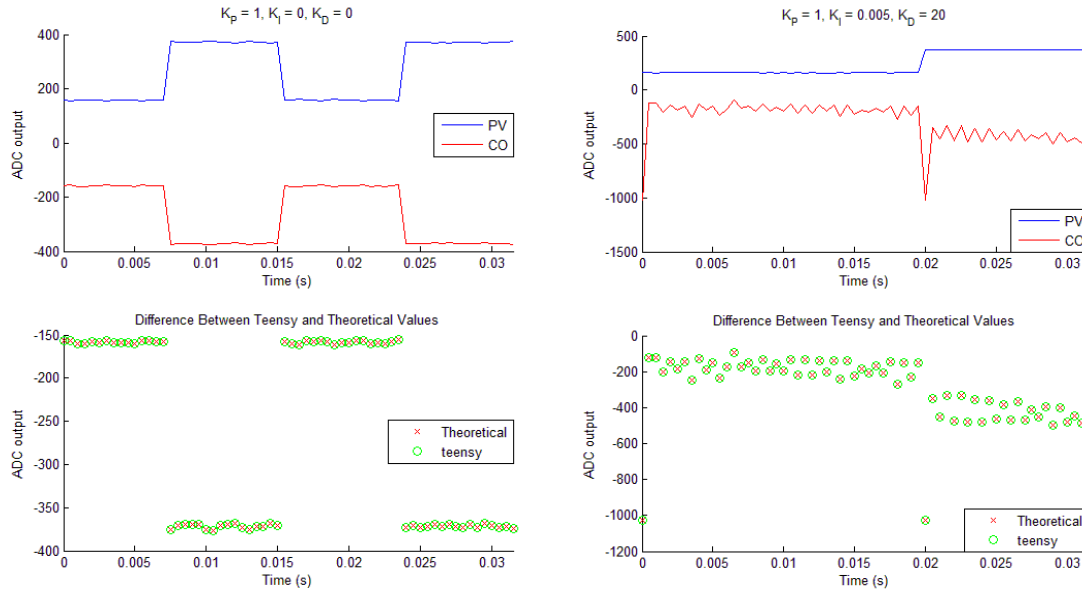 K_P = 1, K_I = 0, K_D = 0
400
200
0
-200
-400
ADC output
PV
CO
0
0.005
0.01
0.015
0.02
0.025
0.03
Time (s)
K_P = 1, K_I = 0.005, K_D = 20
500
0
-500
-1000
-1500
ADC output
PV
CO
0
0.005
0.01
0.015
0.02
0.025
0.03
Time (s)
Difference Between Teensy and Theoretical Values
-150
-200
-250
-300
-350
-400
ADC output
Theoretical
teensy
0
0.005
0.01
0.015
0.02
0.025
0.03
Time (s)
Difference Between Teensy and Theoretical Values
0
-200
-400
-600
-800
-1000
-1200
ADC output
Theoretical
teensy
0
0.005
0.01
0.015
0.02
0.025
0.03
Time (s)